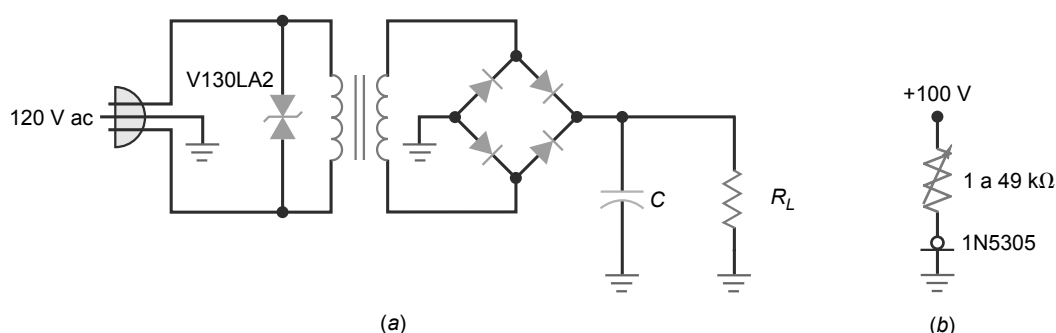 V130LA2
120 V ac
C
R_L
(a)
+100 V
1 a 49 kΩ
1N5305
(b)